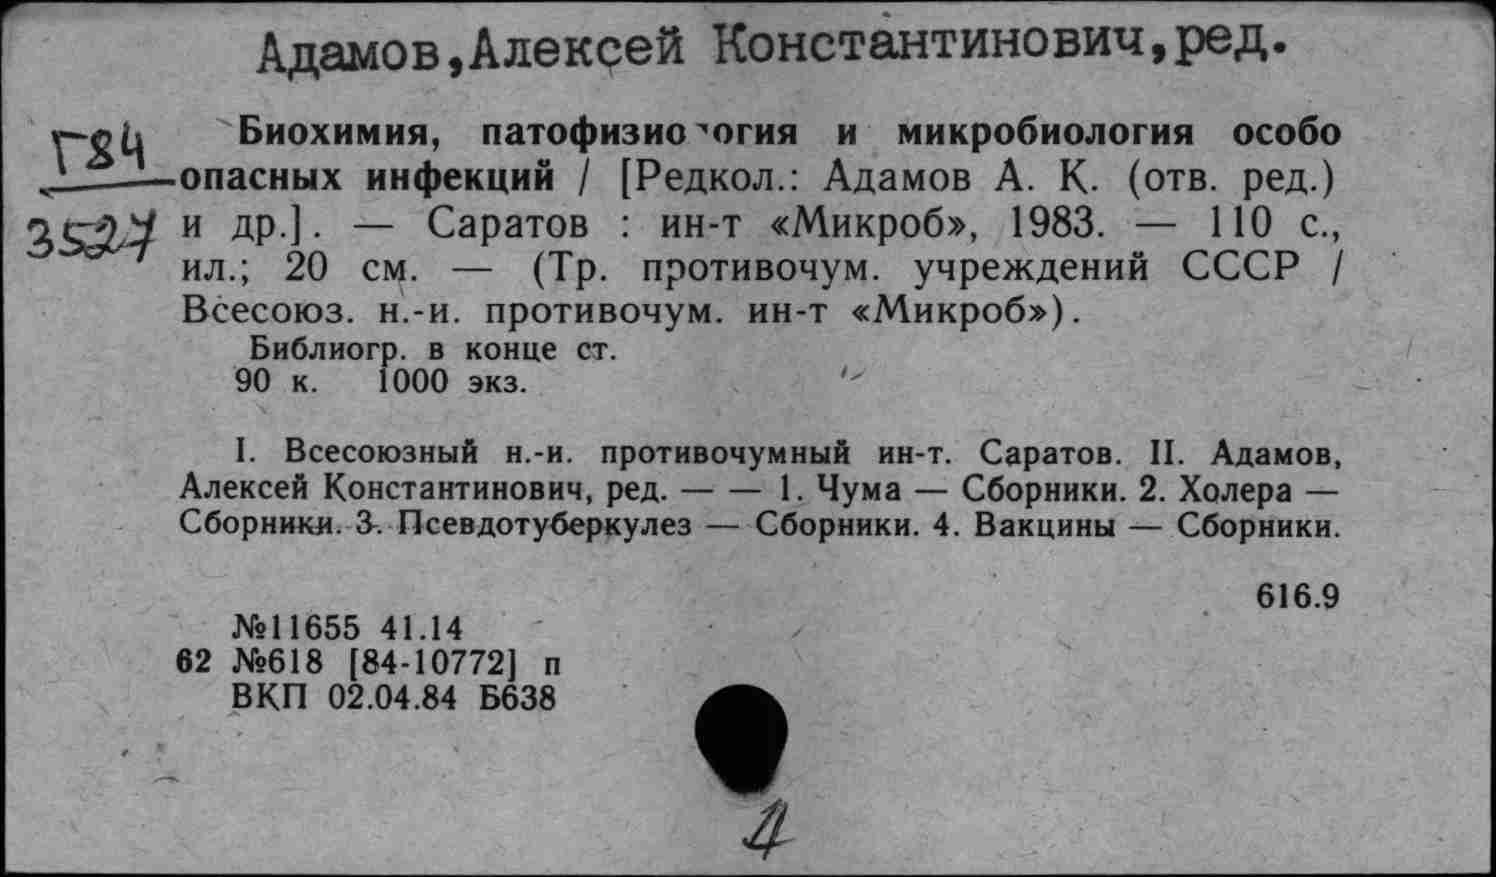 Адамов,Алексей Константинович,ред.
Г84
Биохимия, патофизио огия и микробиология особо
опасных инфекций / [Редкол.: Адамов А. К. (отв. ред.)
и др.]. — Саратов : ин-т «Микроб», 1983. — 110 с.,
ил.; 20 см. — (Тр. противочум. учреждений СССР /
Всесоюз. н.-и. противочум. ин-т «Микроб»).
Библиогр. в конце ст.
90 к. 1000 экз.
I. Всесоюзный н.-и. противочумный ин-т. Саратов. II. Адамов,
Алексей Константинович, ред. — — 1. Чума — Сборники. 2. Холера —
Сборники. 3. Псевдотуберкулез — Сборники. 4. Вакцины — Сборники.
616.9
№11655 41.14
62 №618 [84-10772] п
ВКП 02.04.84 Б638
4